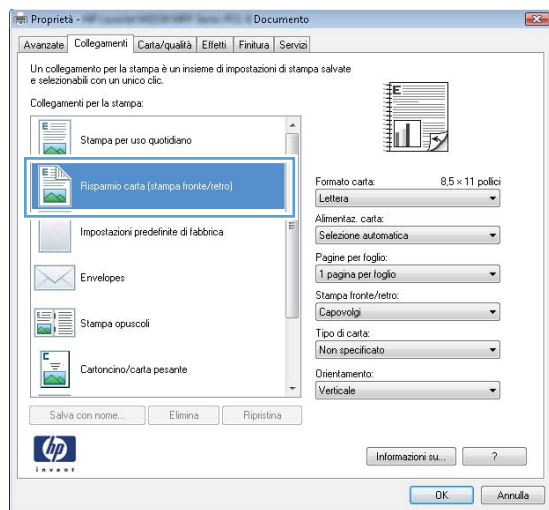 Proprietà -
Documento
Avanzate Collegamenti Carta/qualità Effetti Finitura Servizi
Un collegamento per la stampa è un insieme di impostazioni di stampa salvate
e selezionabili con un unico clic.
Collegamenti per la stampa:
Stampa per uso quotidiano
Risparmio carta (stampa fronte/retro)
Impostazioni predefinite di fabbrica
Envelopes
Stampa opuscoli
Cartoncino/carta pesante
Salva con nome... Elimina Ripristina
E
Formato carta: 8,5 × 11 pollici
Lettera
Alimentaz. carta:
Selezione automatica
Pagine per foglio:
1 pagina per foglio
Stampa fronte/retro:
Capovolgi
Tipo di carta:
Non specificato
Orientamento:
Verticale
hp
invent
Informazioni su... ?
OK Annulla